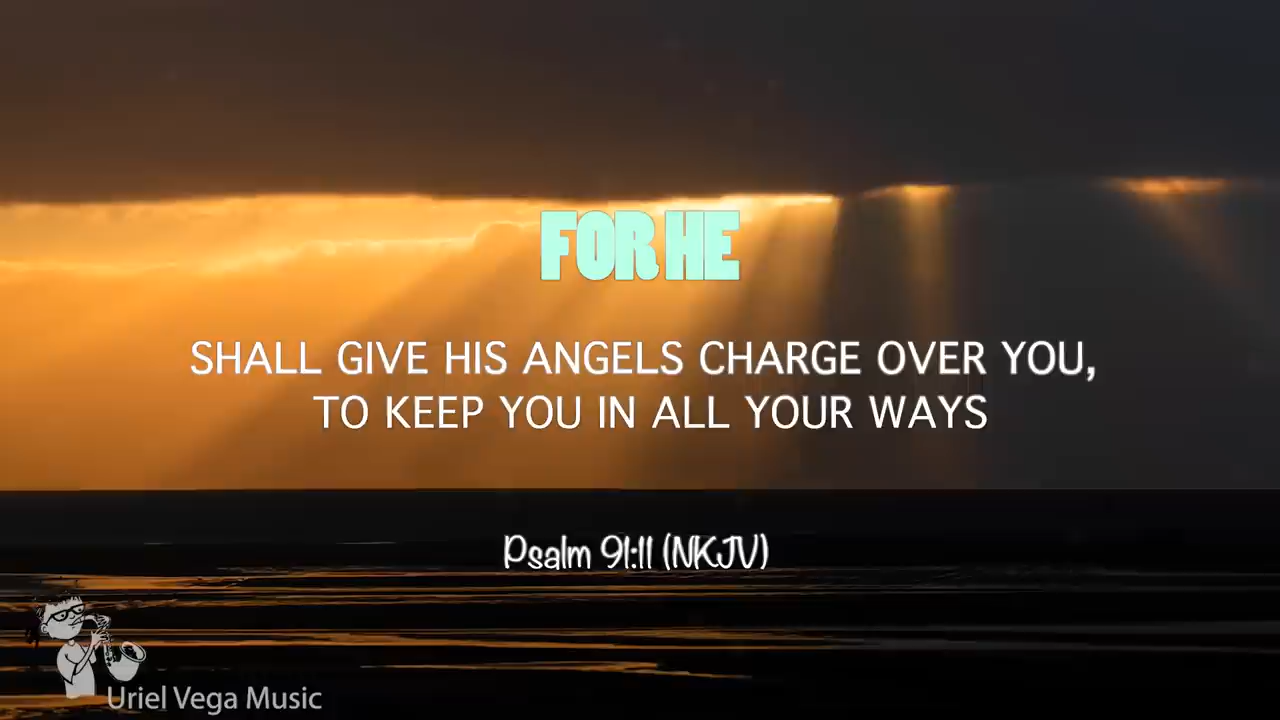 FOR HE
SHALL GIVE HIS ANGELS CHARGE OVER YOU,
TO KEEP YOU IN ALL YOUR WAYS
Psalm 91:11 (NKJV)
Uriel Vega Music